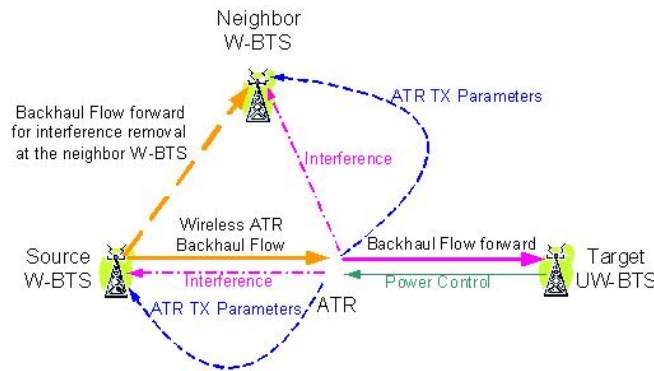 Neighbor
W-BTS
Backhaul Flow forward
for interference removal
at the neighbor W-BTS
ATR TX Parameters
Interference
Wireless ATR
Backhaul Flow
Backhaul Flow forward
Source
W-BTS
Target
UW-BTS
Interference
Power Control
ATR TX Parameters
ATR